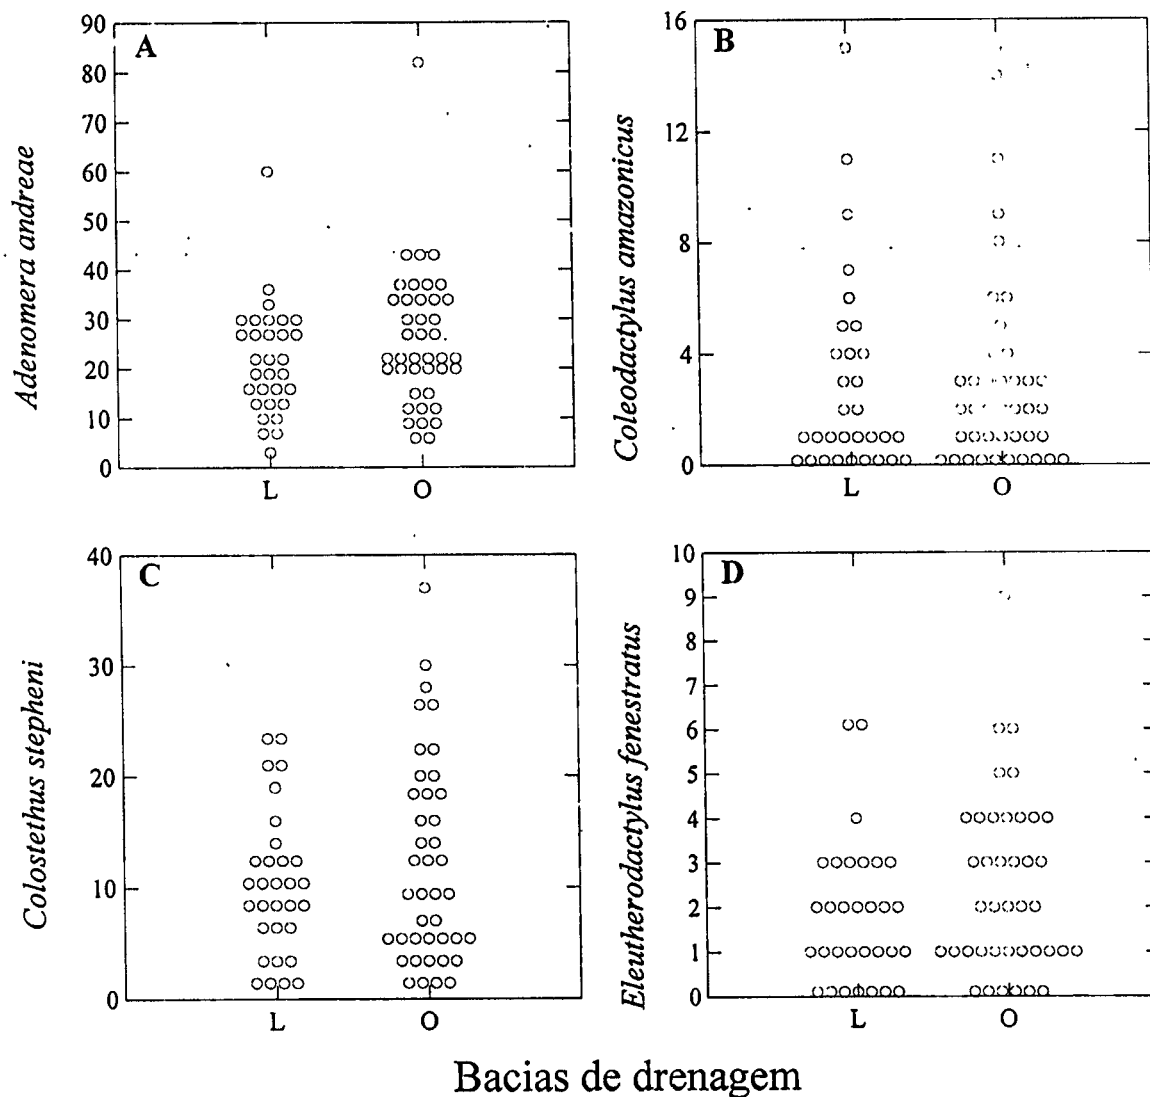 A
Adenomera andreae
90
80
70
60
50
40
30
20
10
0
L O
B
Coleodactylus amazonicus
16
12
8
4
0
L O
C
Colostethus stepheni
40
30
20
10
0
L O
D
Eleutherodactylus fenestratus
10
9
8
7
6
5
4
3
2
1
0
L O
Bacias de drenagem